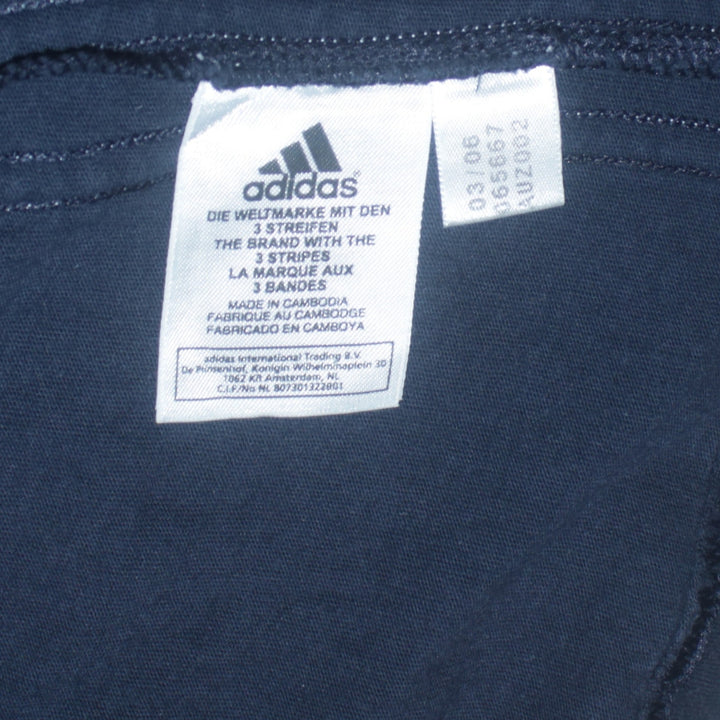 adidas
DIE WELTMARKE MIT DEN
3 STREIFEN
THE BRAND WITH THE
3 STRIPES
LA MARQUE AUX
3 BANDES
MADE IN CAMBODIA
FABRIQUE AU CAMBODGE
FABRICADO EN CAMBOYA
adidas International Trading B.V.
De Prinsenhof, Konigin Wilhelminaplein 30
1062 KR Amsterdam, NL
C.I.F/No NL 807301322B01
03/06
065667
AUZ002